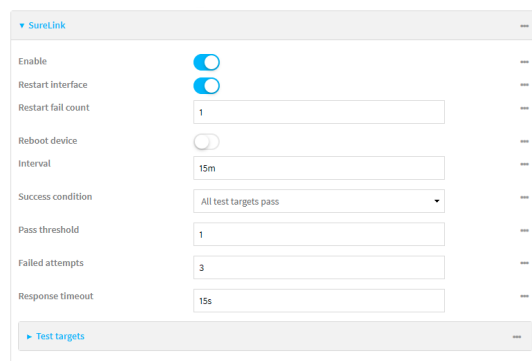 SureLink
Enable
Restart interface
Restart fail count 1
Reboot device
Interval 15m
Success condition All test targets pass
Pass threshold 1
Failed attempts 3
Response timeout 15s
Test targets